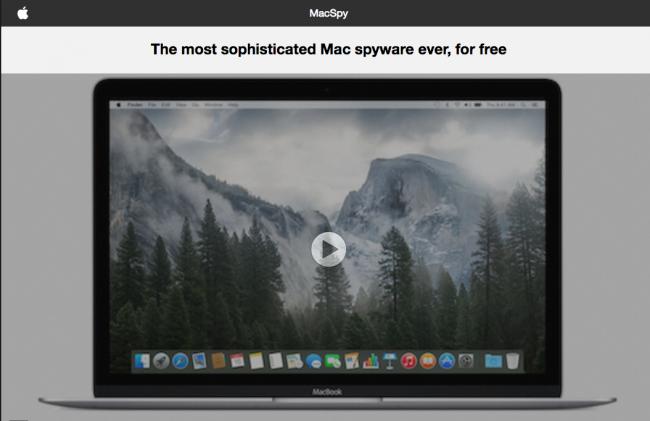 MacSpy
The most sophisticated Mac spyware ever, for free
Finder File Edit View Go Window Help
MacBook